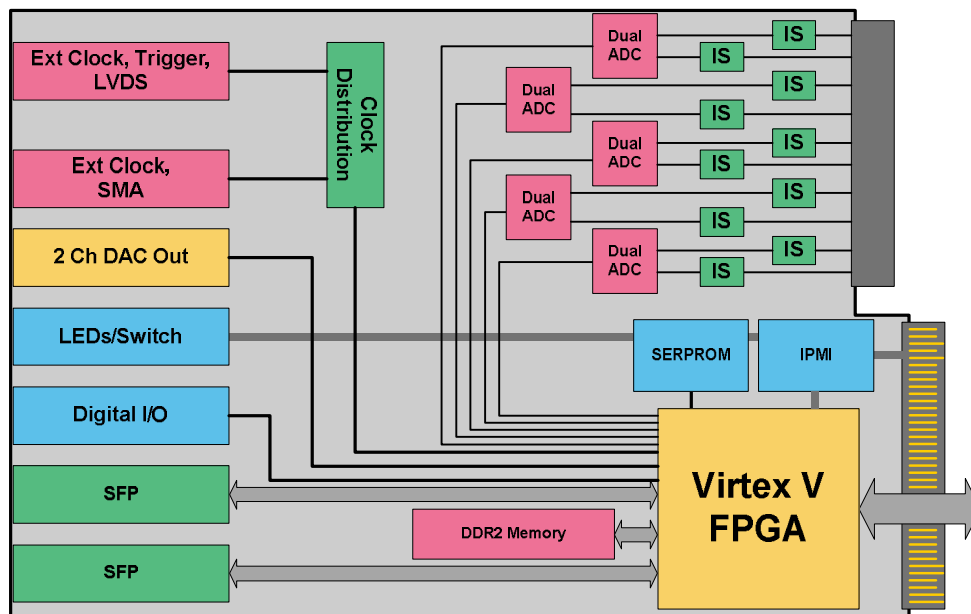 Ext Clock, Trigger,
LVDS
Ext Clock,
SMA
2 Ch DAC Out
LEDs/Switch
Digital I/O
SFP
SFP
Clock
Distribution
Dual
ADC
Dual
ADC
Dual
ADC
Dual
ADC
Dual
ADC
IS
IS
IS
IS
IS
IS
IS
IS
IS
IS
SERPROM
IPMI
Virtex V
FPGA
DDR2 Memory